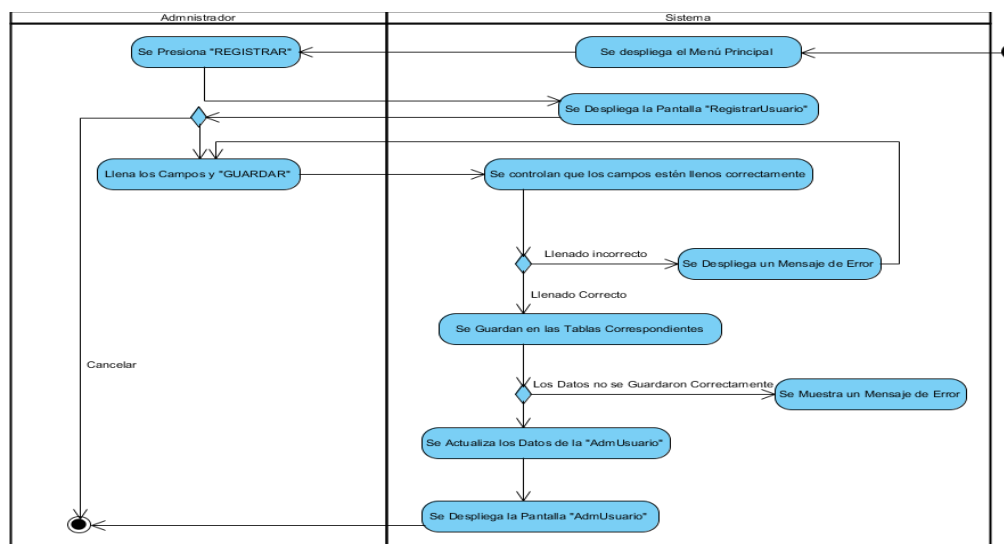 Admnistrador
Sistema
Se Presiona "REGISTRAR"
Se despliega el Menú Principal
Se Despliega la Pantalla "RegistrarUsuario"
Llena los Campos y "GUARDAR"
Se controlan que los campos estén llenos correctamente
Llenado incorrecto
Se Despliega un Mensaje de Error
Llenado Correcto
Se Guardan en las Tablas Correspondientes
Cancelar
Los Datos no se Guardaron Correctamente
Se Muestra un Mensaje de Error
Se Actualiza los Datos de la "AdmUsuario"
Se Despliega la Pantalla "AdmUsuario"